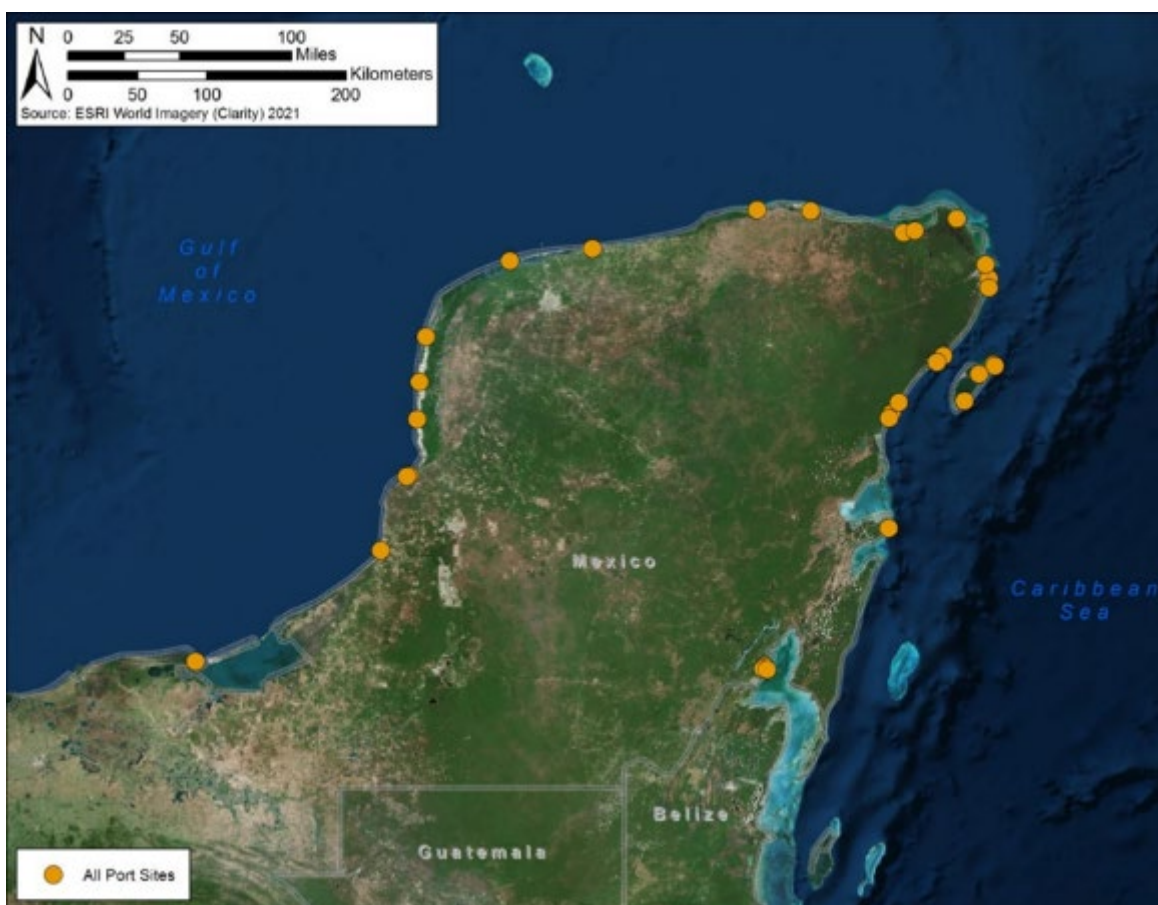 N
0 25 50 100
Miles
Kilometers
0 50 100 200
Source: ESRI World Imagery (Clarity) 2021
Gulf
of
Mexico
Mexico
Caribbean
Sea
Belize
Guatemala
All Port Sites